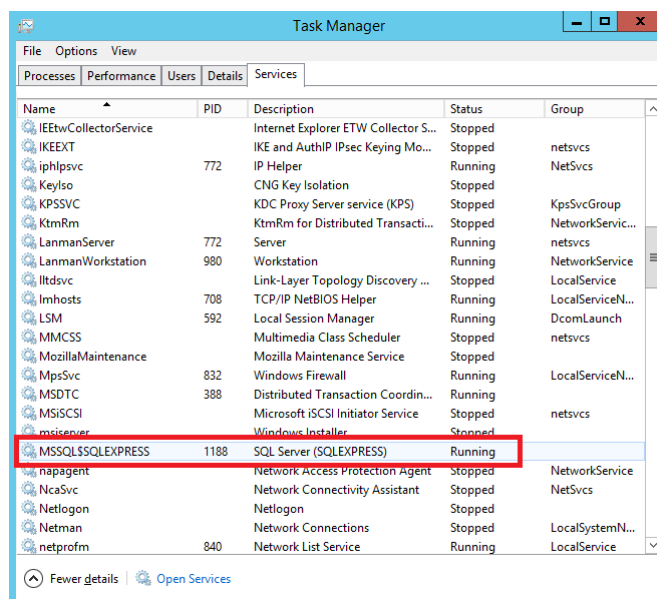 Task Manager
File Options View
Processes Performance Users Details Services
Name PID Description Status Group
IEEtwCollectorService Internet Explorer ETW Collector S... Stopped
IKEEXT IKE and AuthIP IPsec Keying Mo... Stopped netsvcs
iphlpsvc 772 IP Helper Running NetSvcs
KeyIso CNG Key Isolation Stopped
KPSSVC KDC Proxy Server service (KPS) Stopped KpsSvcGroup
KtmRm KtmRm for Distributed Transacti... Stopped NetworkServic...
LanmanServer 772 Server Running netsvcs
LanmanWorkstation 980 Workstation Running NetworkService
lltdsvc Link-Layer Topology Discovery ... Stopped LocalService
lmhosts 708 TCP/IP NetBIOS Helper Running LocalServiceN...
LSM 592 Local Session Manager Running DcomLaunch
MMCSS Multimedia Class Scheduler Stopped netsvcs
MozillaMaintenance Mozilla Maintenance Service Stopped
MpsSvc 832 Windows Firewall Running LocalServiceN...
MSDTC 388 Distributed Transaction Coordin... Running
MSiSCSI Microsoft iSCSI Initiator Service Stopped netsvcs
msiserver Windows Installer Stopped
MSSQL$SQLEXPRESS 1188 SQL Server (SQLEXPRESS) Running
napagent Network Access Protection Agent Stopped NetworkService
NcaSvc Network Connectivity Assistant Stopped NetSvcs
Netlogon Netlogon Stopped
Netman Network Connections Stopped LocalSystemN...
netprofm 840 Network List Service Running LocalService
Fewer details Open Services